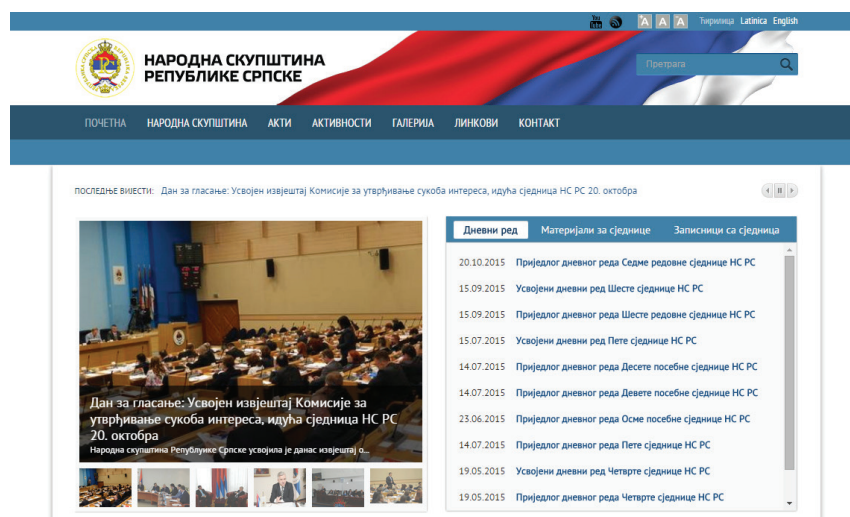 You
Tube
A A A
Ћирилица Latinica English
НАРОДНА СКУПШТИНА
РЕПУБЛИКЕ СРПСКЕ
Претрага
ПОЧЕТНА НАРОДНА СКУПШТИНА АКТИ АКТИВНОСТИ ГАЛЕРИЈА ЛИНКОВИ КОНТАКТ
ПОСЛЕДЊЕ ВИЈЕСТИ: Дан за гласање: Усвојен извјештај Комисије за утврђивање сукоба интереса, идућа сједница НС РС 20. октобра
Дан за гласање: Усвојен извјештај Комисије за
утврђивање сукоба интереса, идућа сједница НС РС
20. октобра
Народна скупштина Републике Српске усвојила је данас извјештај о...
Дневни ред Материјали за сједнице Записници са сједница
20.10.2015 Приједлог дневног реда Седме редовне сједнице НС РС
15.09.2015 Усвојени дневни ред Шесте сједнице НС РС
15.09.2015 Приједлог дневног реда Шесте редовне сједнице НС РС
15.07.2015 Усвојени дневни ред Пете сједнице НС РС
14.07.2015 Приједлог дневног реда Десете посебне сједнице НС РС
14.07.2015 Приједлог дневног реда Девете посебне сједнице НС РС
23.06.2015 Приједлог дневног реда Осме посебне сједнице НС РС
14.07.2015 Приједлог дневног реда Пете сједнице НС РС
19.05.2015 Усвојени дневни ред Четврте сједнице НС РС
19.05.2015 Приједлог дневног реда Четврте сједнице НС РС